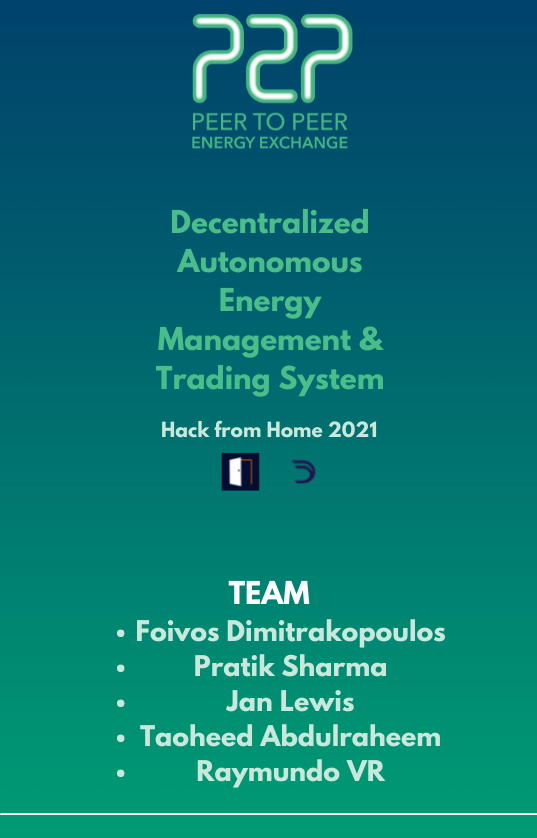 P2P
PEER TO PEER
ENERGY EXCHANGE
Decentralized
Autonomous
Energy
Management &
Trading System
Hack from Home 2021
TEAM
• Foivos Dimitrakopoulos
• Pratik Sharma
• Jan Lewis
• Taoheed Abdulraheem
• Raymundo VR